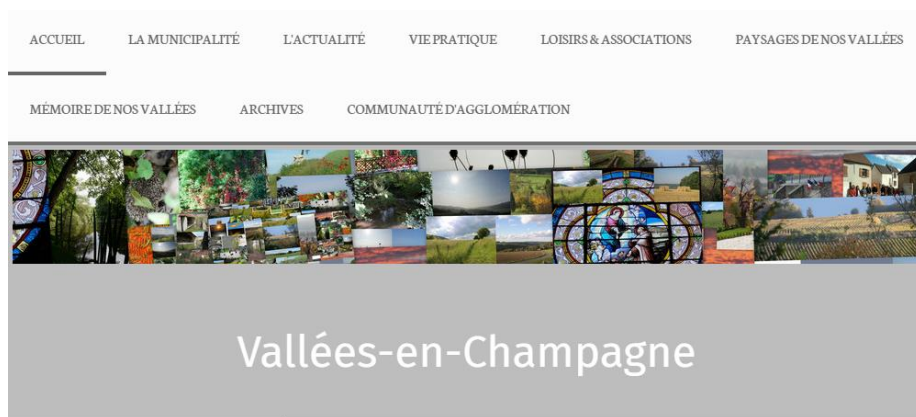 ACCUEIL LA MUNICIPALITÉ L'ACTUALITÉ VIE PRATIQUE LOISIRS & ASSOCIATIONS PAYSAGES DE NOS VALLÉES
MÉMOIRE DE NOS VALLÉES ARCHIVES COMMUNAUTÉ D'AGGLOMÉRATION
Vallées-en-Champagne